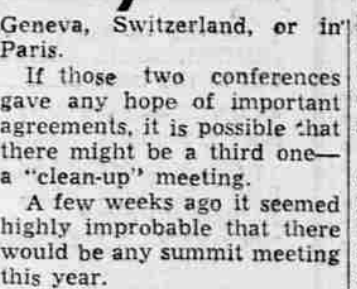 Geneva, Switzerland, or in
Paris.
If those two conferences
gave any hope of important
agreements, it is possible that
there might be a third one—
a "clean-up" meeting.
A few weeks ago it seemed
highly improbable that there
would be any summit meeting
this year.